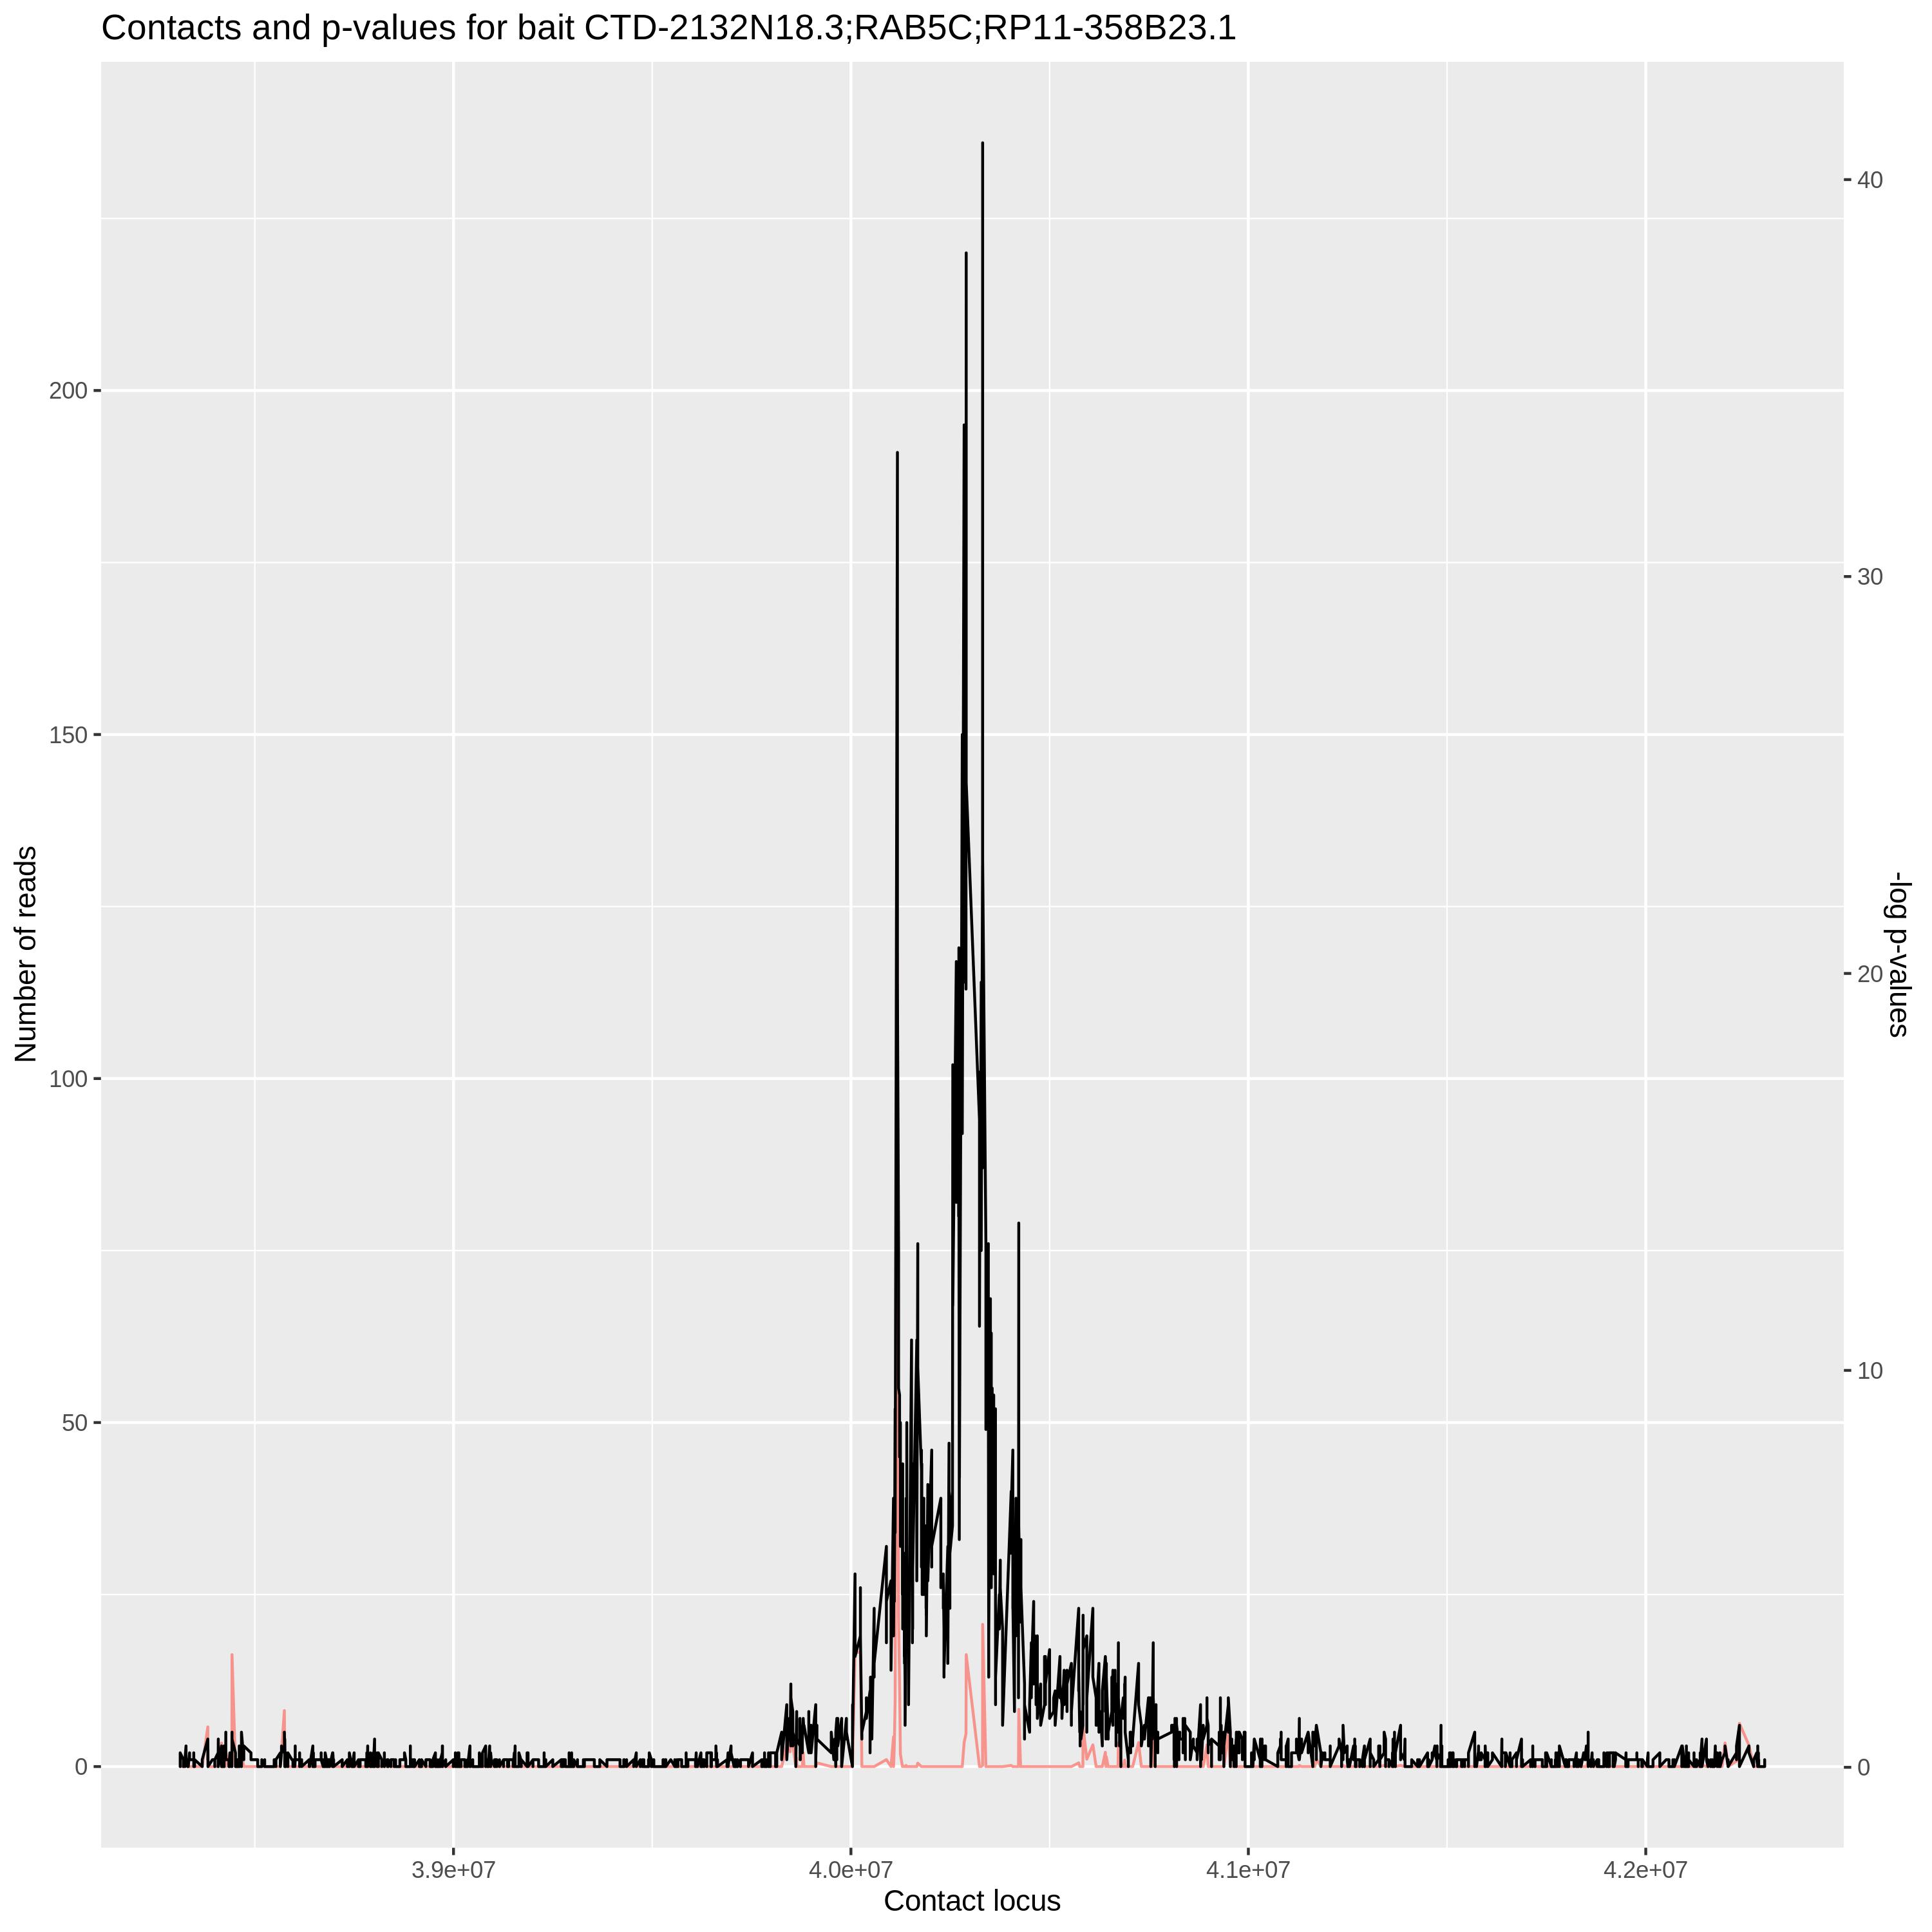 Contacts and p-values for bait CTD-2132N18.3;RAB5C;RP11-358B23.1
Number of reads
200
150
100
50
0
40
30
20
10
0
-log p-values
3.9e+07
4.0e+07
4.1e+07
4.2e+07
Contact locus